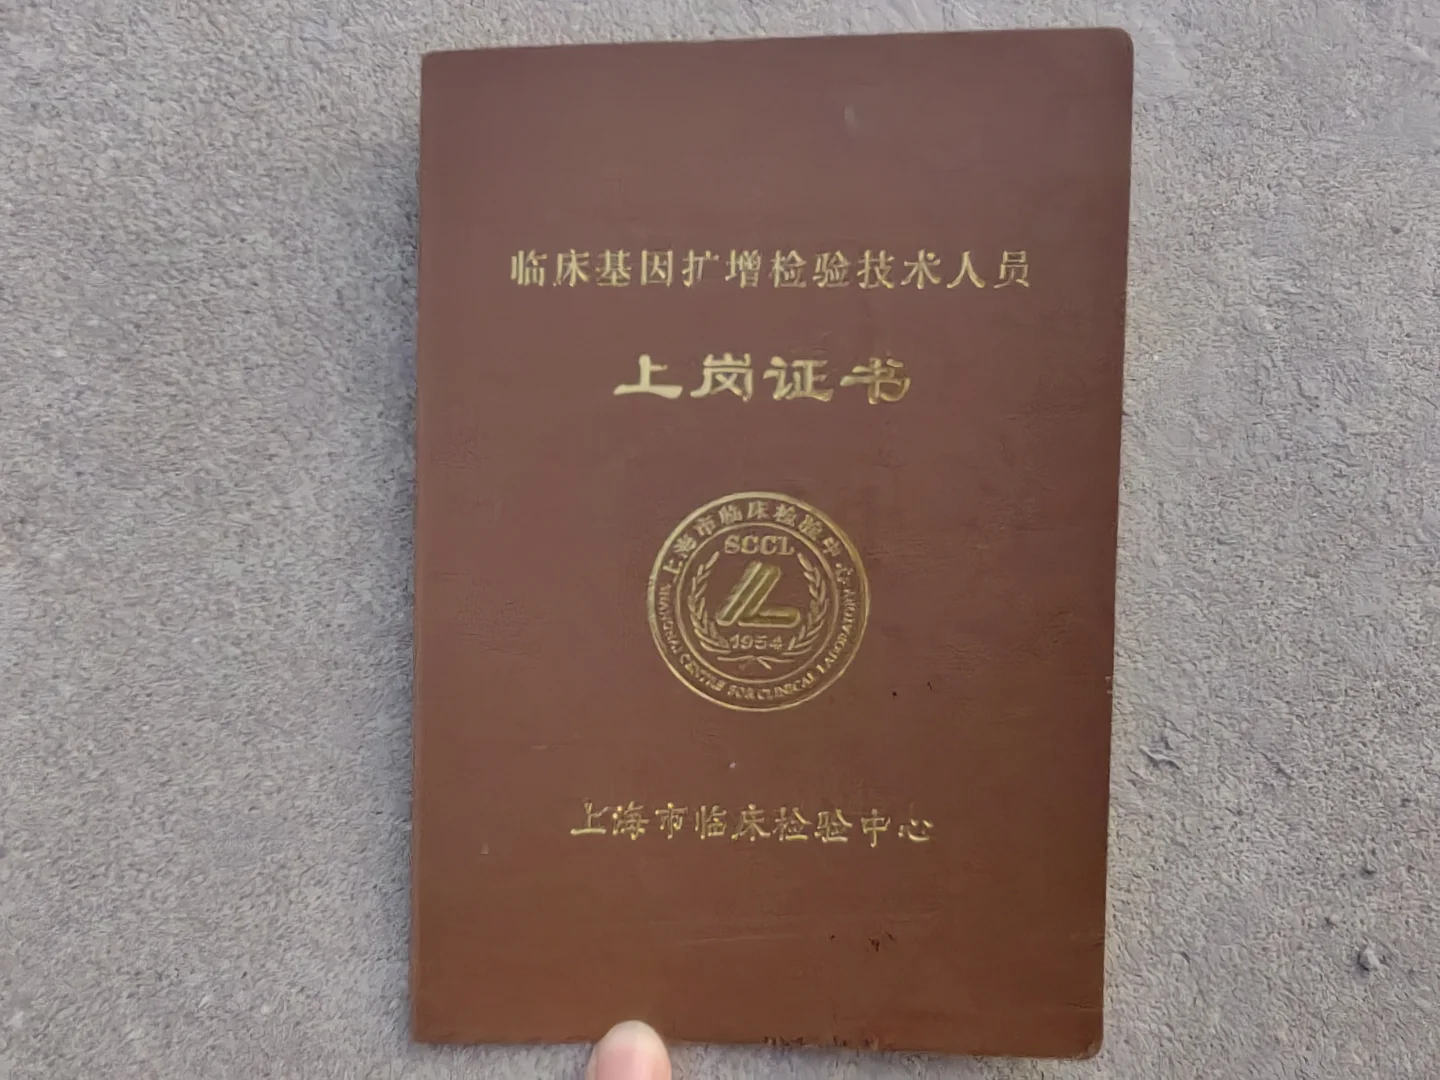 临床基因扩增检验技术人员
上岗证书
上海市临床检验中心
SCCL
1954
SHANGHAI CENTRE FOR CLINICAL LABORATORY
上海市临床检验中心